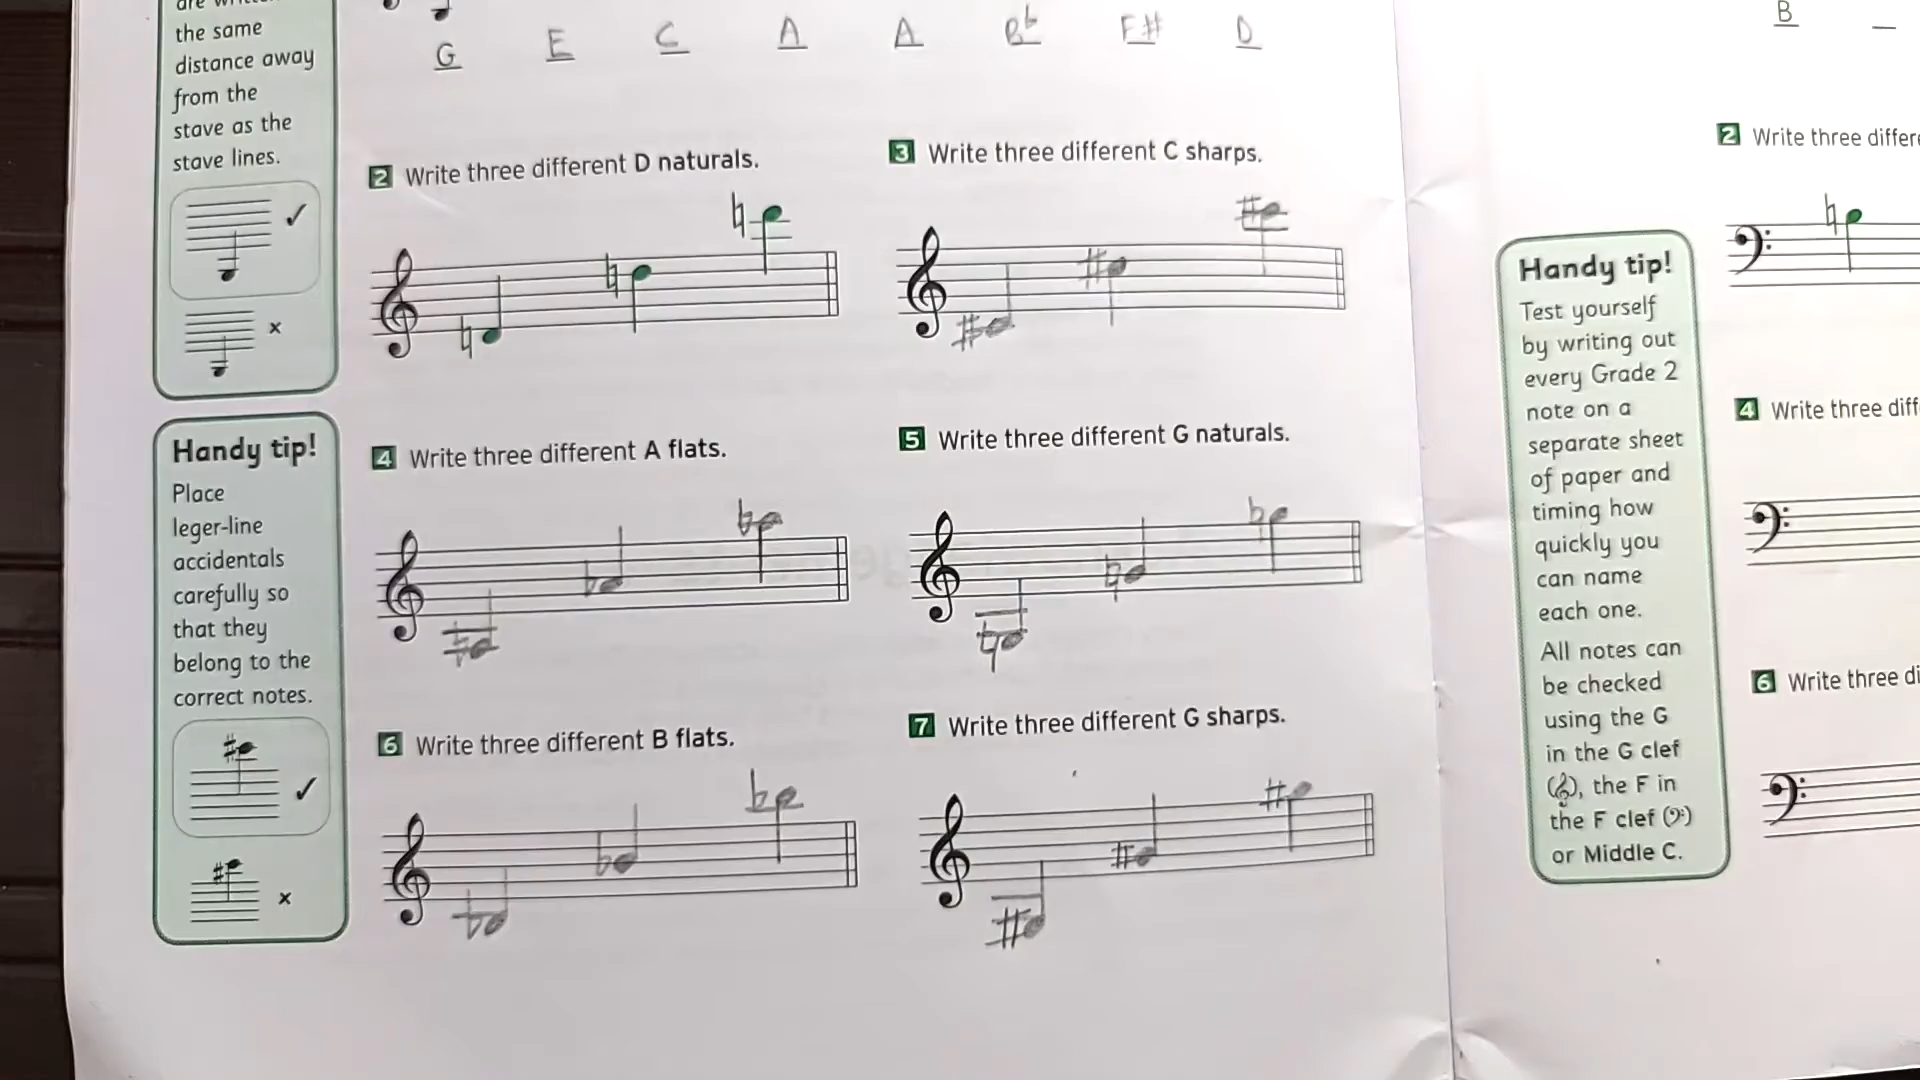 are written
the same
distance away
from the
stave as the
stave lines.
✓
x
Handy tip!
Place
leger-line
accidentals
carefully so
that they
belong to the
correct notes.
✓
x
G E C A A B♭ F# D
2 Write three different D naturals.
3 Write three different C sharps.
4 Write three different A flats.
5 Write three different G naturals.
6 Write three different B flats.
7 Write three different G sharps.
B
Handy tip!
Test yourself
by writing out
every Grade 2
note on a
separate sheet
of paper and
timing how
quickly you
can name
each one.
All notes can
be checked
using the G
in the G clef
(𝄞), the F in
the F clef (𝄢)
or Middle C.
2 Write three differe
4 Write three diff
6 Write three di